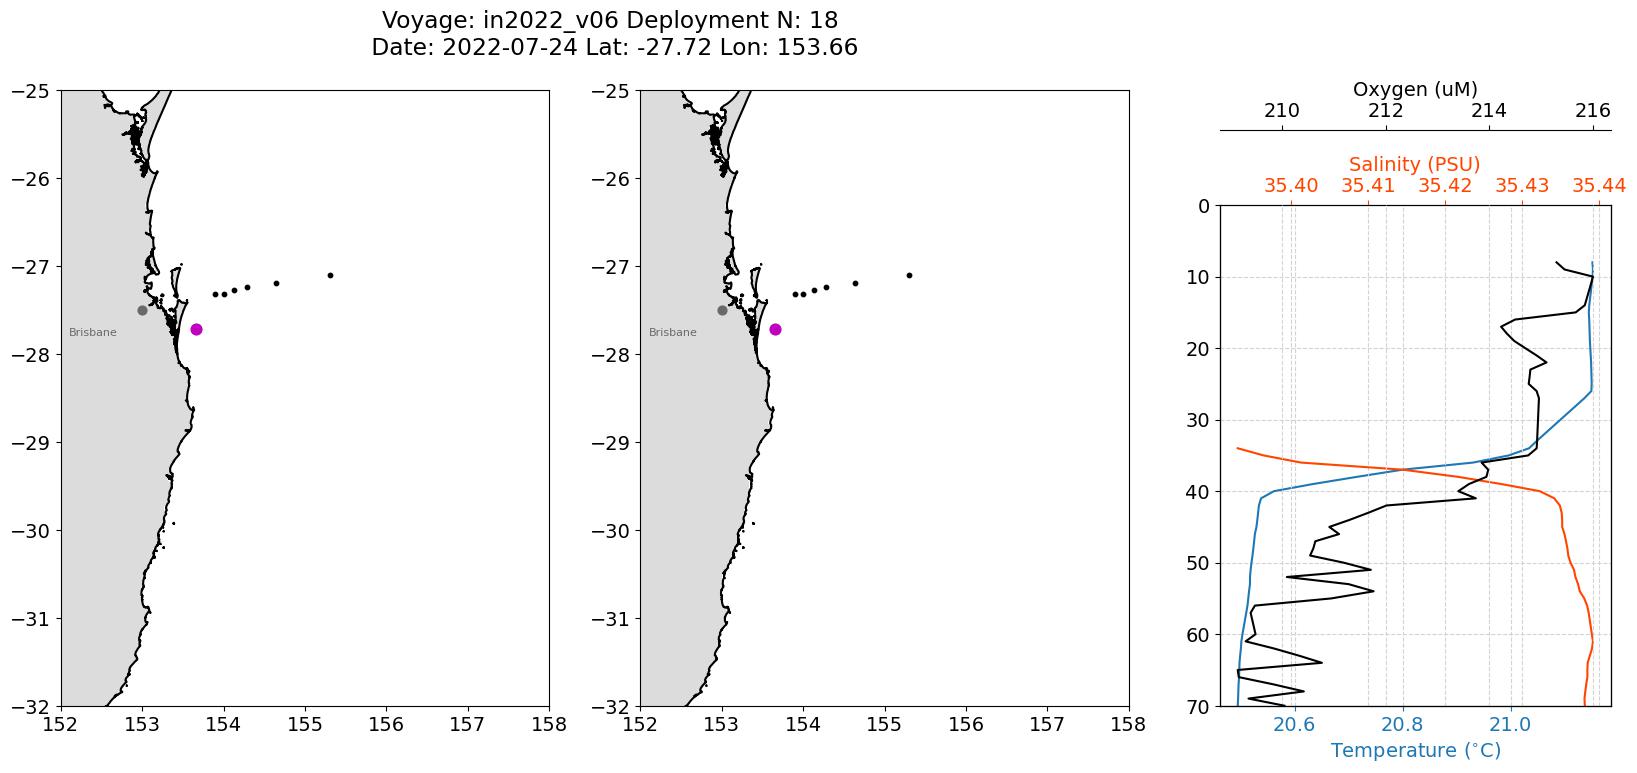 Voyage: in2022_v06 Deployment N: 18
Date: 2022-07-24 Lat: -27.72 Lon: 153.66
−25
−26
−27
−28
−29
−30
−31
−32
152 153 154 155 156 157 158
Brisbane
−25
−26
−27
−28
−29
−30
−31
−32
152 153 154 155 156 157 158
Brisbane
Oxygen (uM)
210 212 214 216
Salinity (PSU)
35.40 35.41 35.42 35.43 35.44
0
10
20
30
40
50
60
70
20.6 20.8 21.0
Temperature (°C)